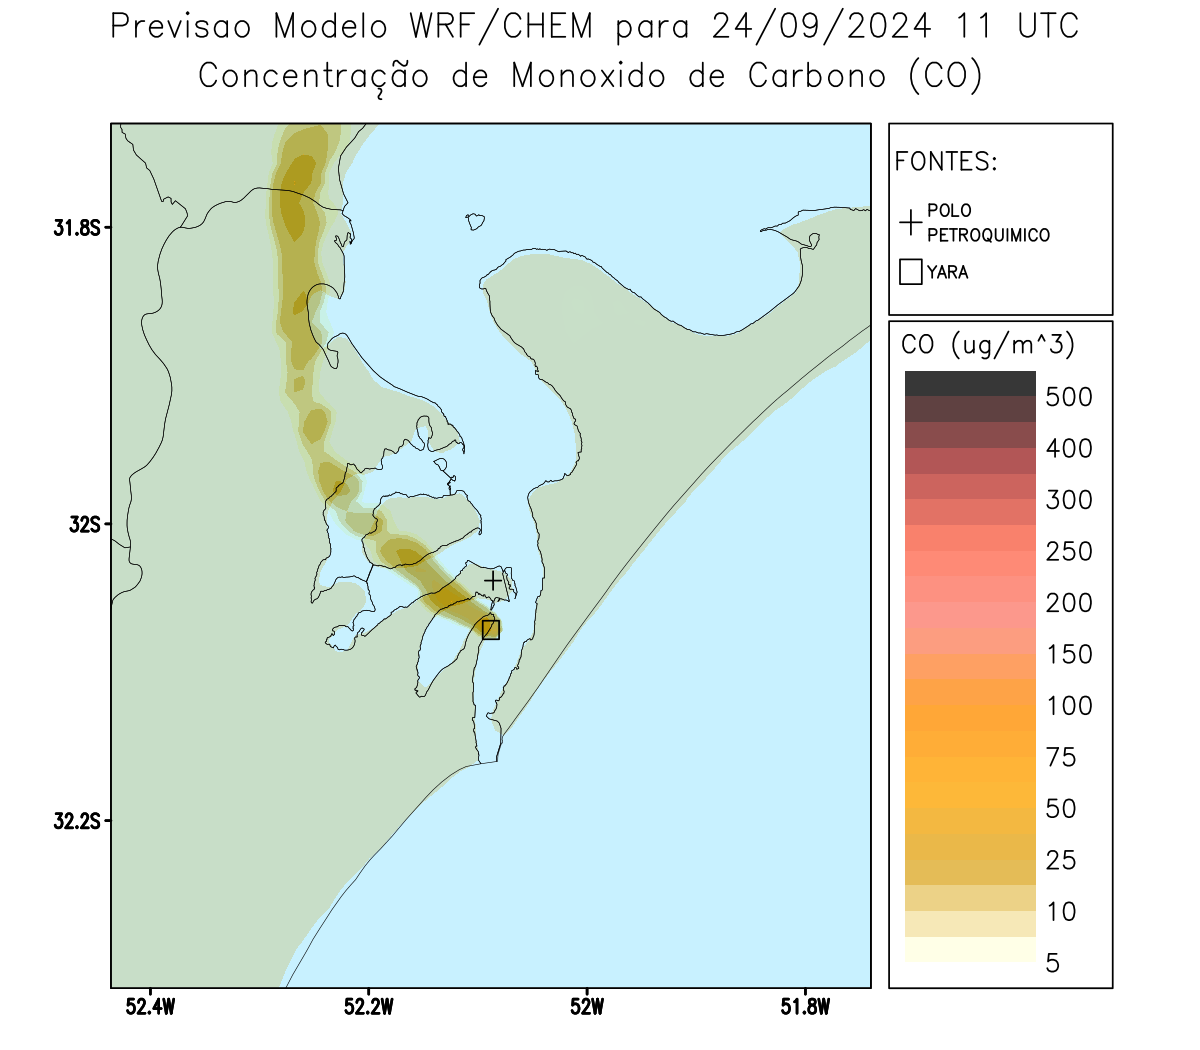 Previsao Modelo WRF/CHEM para 24/09/2024 11 UTC
Concentração de Monoxido de Carbono (CO)
FONTES:
POLO
PETROQUIMICO
YARA
CO (ug/m^3)
500
400
300
250
200
150
100
75
50
25
10
5
31.8S
32S
32.2S
52.4W
52.2W
52W
51.8W